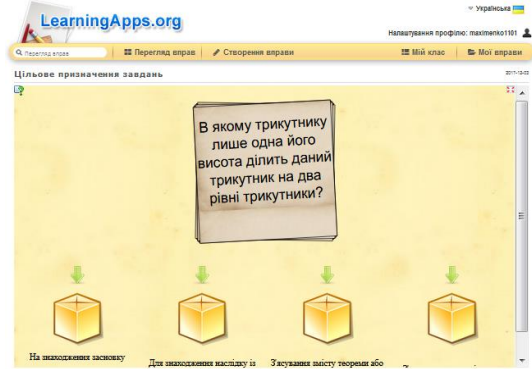 LearningApps.org
Українська
Налаштування профілю: maximenko1101
Перегляд вправ
Перегляд вправ
Створення вправи
Мій клас
Мої вправи
Цільове призначення завдань
В якому трикутнику
лише одна його
висота ділить даний
трикутник на два
рівні трикутники?
На знаходження засновку
Для знаходження наслідку із
З'ясування змісту теореми або